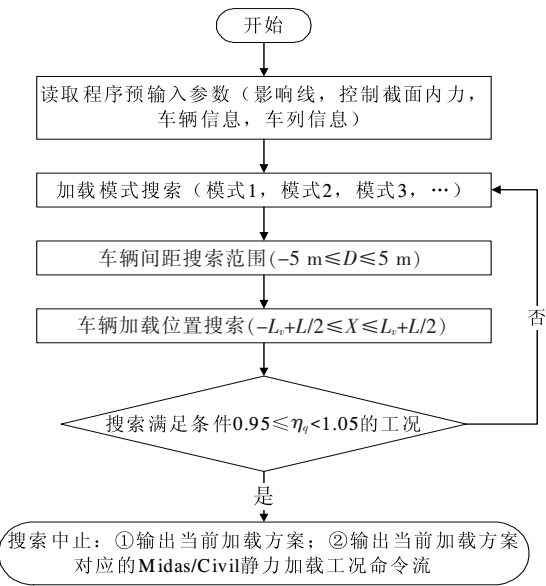 开始
读取程序预输入参数（影响线，控制截面内力，
车辆信息，车列信息）
加载模式搜索（模式1，模式2，模式3，…）
车辆间距搜索范围(−5 m≤D≤5 m)
车辆加载位置搜索(−Lv+L/2≤X≤Lv+L/2)
否
搜索满足条件0.95≤ηq<1.05的工况
是
搜索中止：①输出当前加载方案；②输出当前加载方案
对应的Midas/Civil静力加载工况命令流